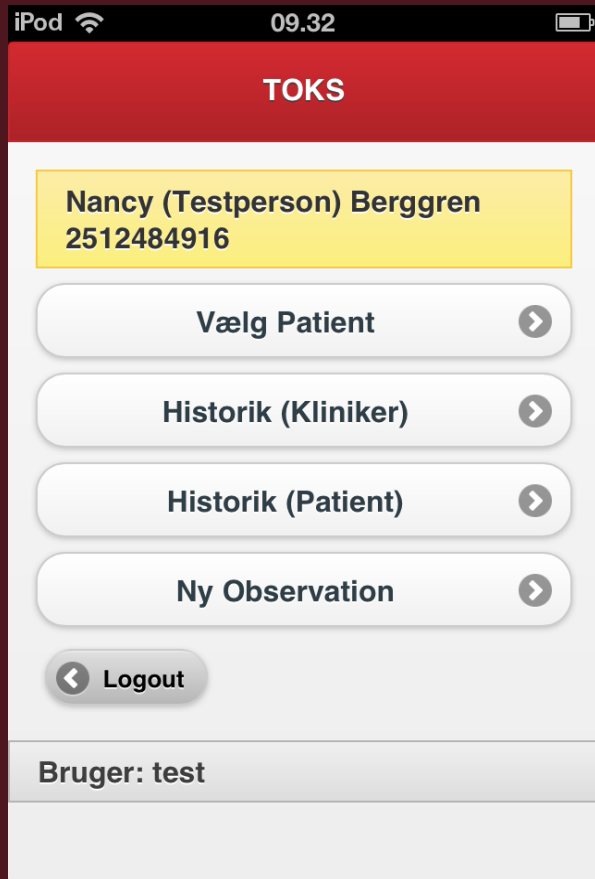 iPod 09.32
TOKS
Nancy (Testperson) Berggren
2512484916
Vælg Patient
Historik (Kliniker)
Historik (Patient)
Ny Observation
Logout
Bruger: test